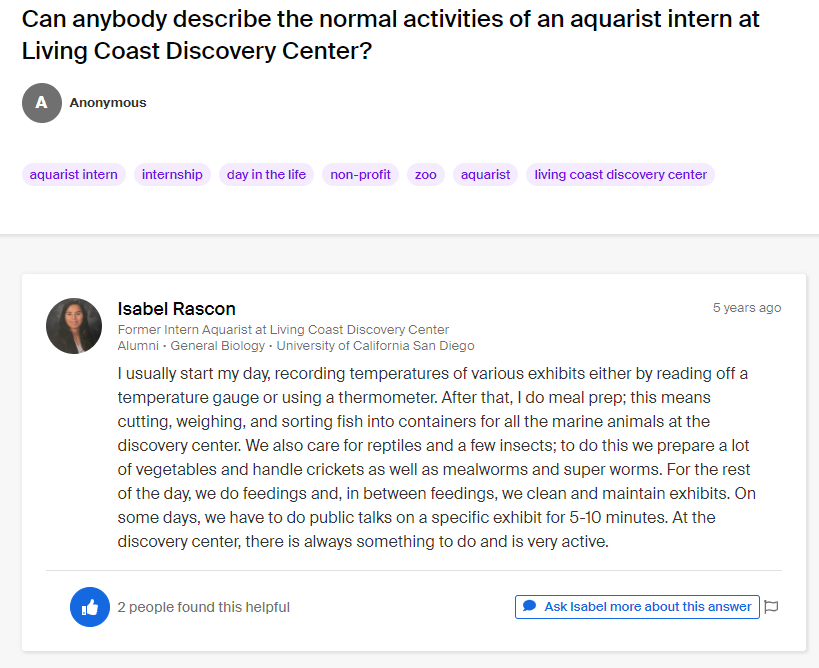 Can anybody describe the normal activities of an aquarist intern at
Living Coast Discovery Center?
A
Anonymous
aquarist intern
internship
day in the life
non-profit
zoo
aquarist
living coast discovery center
Isabel Rascon
5 years ago
Former Intern Aquarist at Living Coast Discovery Center
Alumni • General Biology • University of California San Diego
I usually start my day, recording temperatures of various exhibits either by reading off a
temperature gauge or using a thermometer. After that, I do meal prep; this means
cutting, weighing, and sorting fish into containers for all the marine animals at the
discovery center. We also care for reptiles and a few insects; to do this we prepare a lot
of vegetables and handle crickets as well as mealworms and super worms. For the rest
of the day, we do feedings and, in between feedings, we clean and maintain exhibits. On
some days, we have to do public talks on a specific exhibit for 5-10 minutes. At the
discovery center, there is always something to do and is very active.
2 people found this helpful
Ask Isabel more about this answer